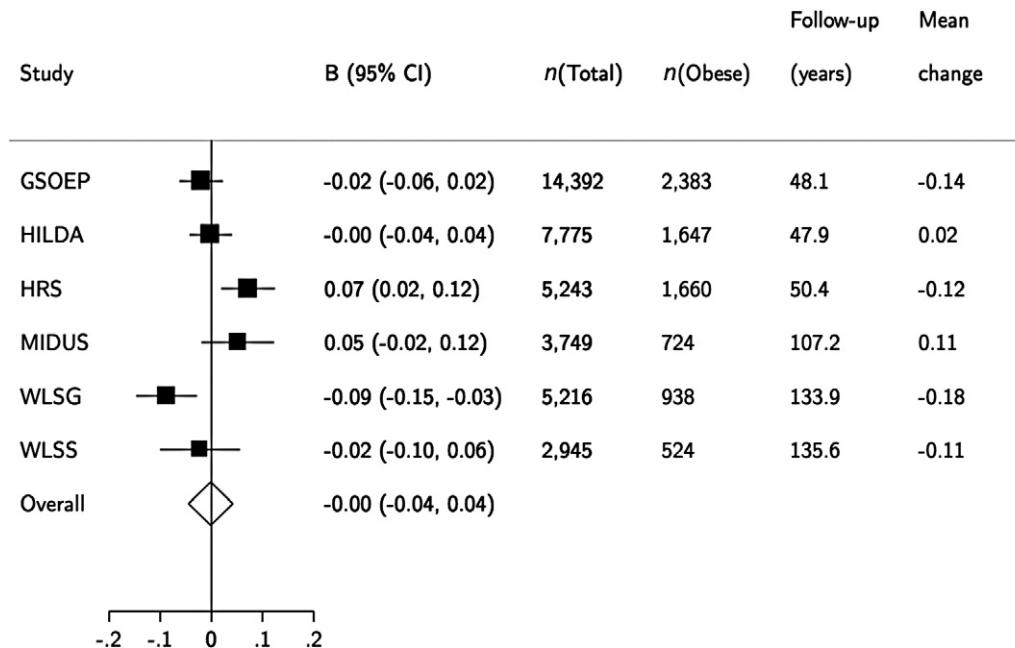 Follow-up Mean
Study B (95% CI) n(Total) n(Obese) (years) change
GSOEP -0.02 (-0.06, 0.02) 14,392 2,383 48.1 -0.14
HILDA -0.00 (-0.04, 0.04) 7,775 1,647 47.9 0.02
HRS 0.07 (0.02, 0.12) 5,243 1,660 50.4 -0.12
MIDUS 0.05 (-0.02, 0.12) 3,749 724 107.2 0.11
WLSG -0.09 (-0.15, -0.03) 5,216 938 133.9 -0.18
WLSS -0.02 (-0.10, 0.06) 2,945 524 135.6 -0.11
Overall -0.00 (-0.04, 0.04)
-.2 -.1 0 .1 .2